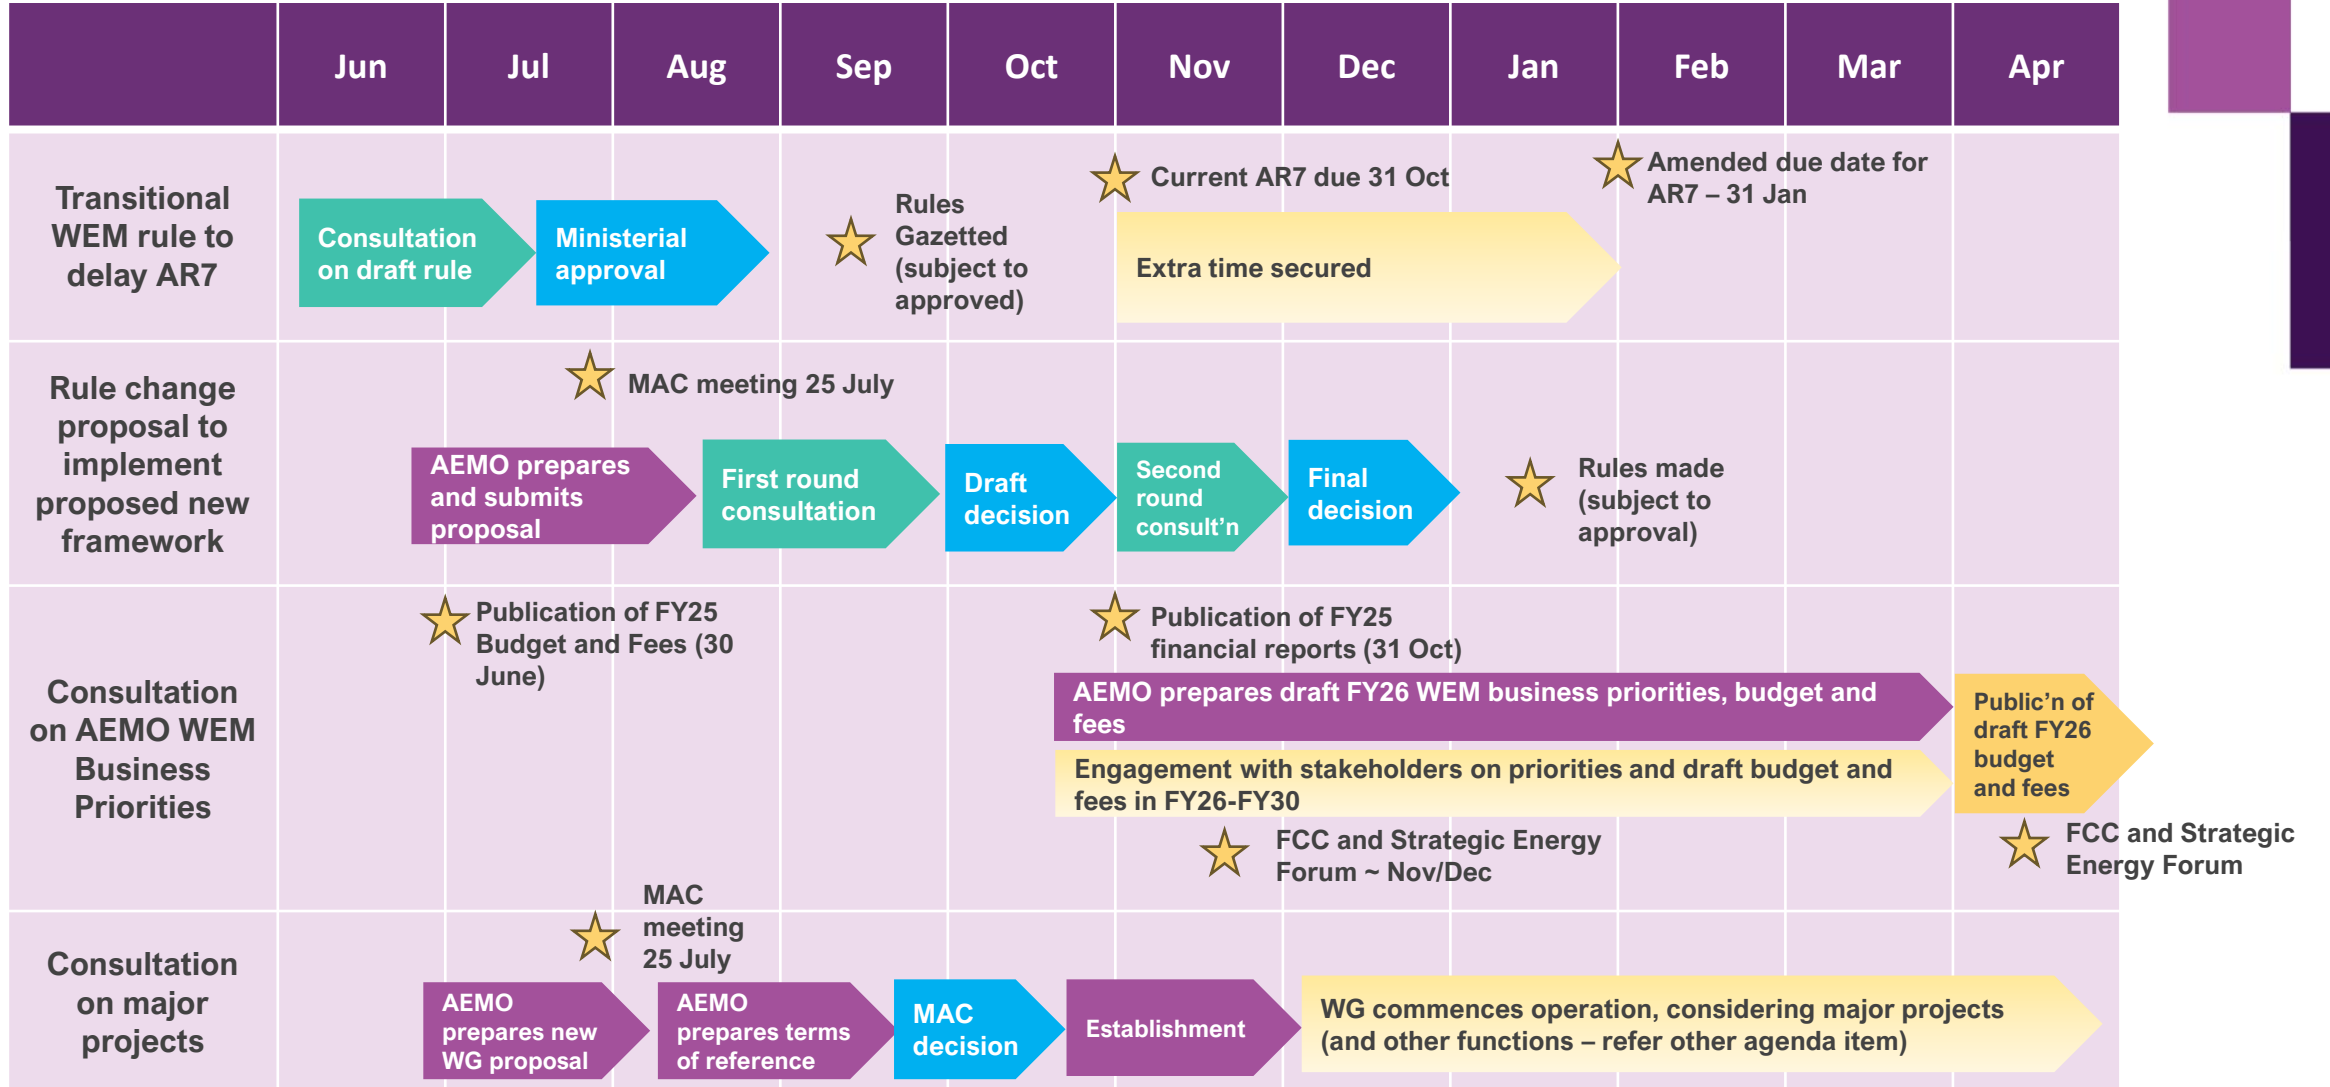 Jun Jul Aug Sep Oct Nov Dec Jan Feb Mar Apr
Transitional
WEM rule to
delay AR7
Consultation
on draft rule
Ministerial
approval
Rules
Gazetted
(subject to
approved)
Current AR7 due 31 Oct
Extra time secured
Amended due date for
AR7 – 31 Jan
Rule change
proposal to
implement
proposed new
framework
MAC meeting 25 July
AEMO prepares
and submits
proposal
First round
consultation
Draft
decision
Second
round
consult’n
Final
decision
Rules made
(subject to
approval)
Consultation
on AEMO WEM
Business
Priorities
Publication of FY25
Budget and Fees (30
June)
Publication of FY25
financial reports (31 Oct)
AEMO prepares draft FY26 WEM business priorities, budget and
fees
Engagement with stakeholders on priorities and draft budget and
fees in FY26-FY30
Public’n of
draft FY26
budget
and fees
FCC and Strategic Energy
Forum ~ Nov/Dec
FCC and Strategic
Energy Forum
Consultation
on major
projects
MAC
meeting
25 July
AEMO
prepares new
WG proposal
AEMO
prepares terms
of reference
MAC
decision
Establishment
WG commences operation, considering major projects
(and other functions – refer other agenda item)